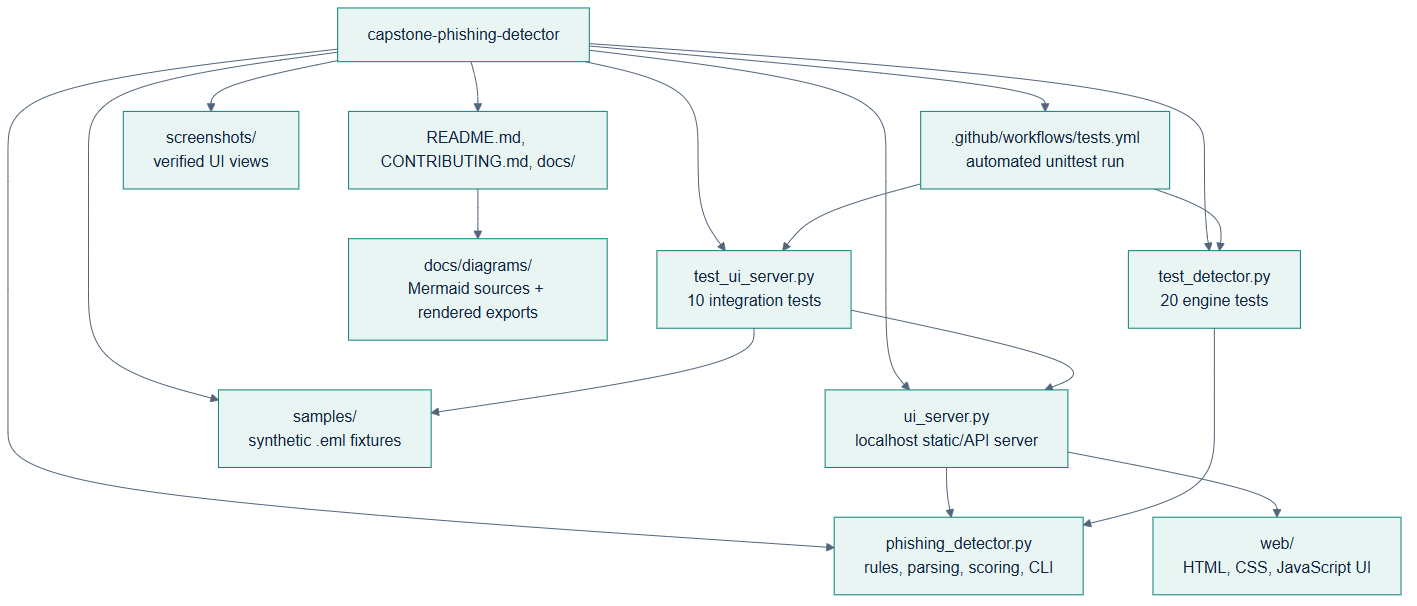 capstone-phishing-detector
screenshots/
verified UI views
README.md,
CONTRIBUTING.md, docs/
.github/workflows/tests.yml
automated unittest run
docs/diagrams/
Mermaid sources +
rendered exports
test_ui_server.py
10 integration tests
test_detector.py
20 engine tests
samples/
synthetic .eml fixtures
ui_server.py
localhost static/API server
phishing_detector.py
rules, parsing, scoring, CLI
web/
HTML, CSS, JavaScript UI